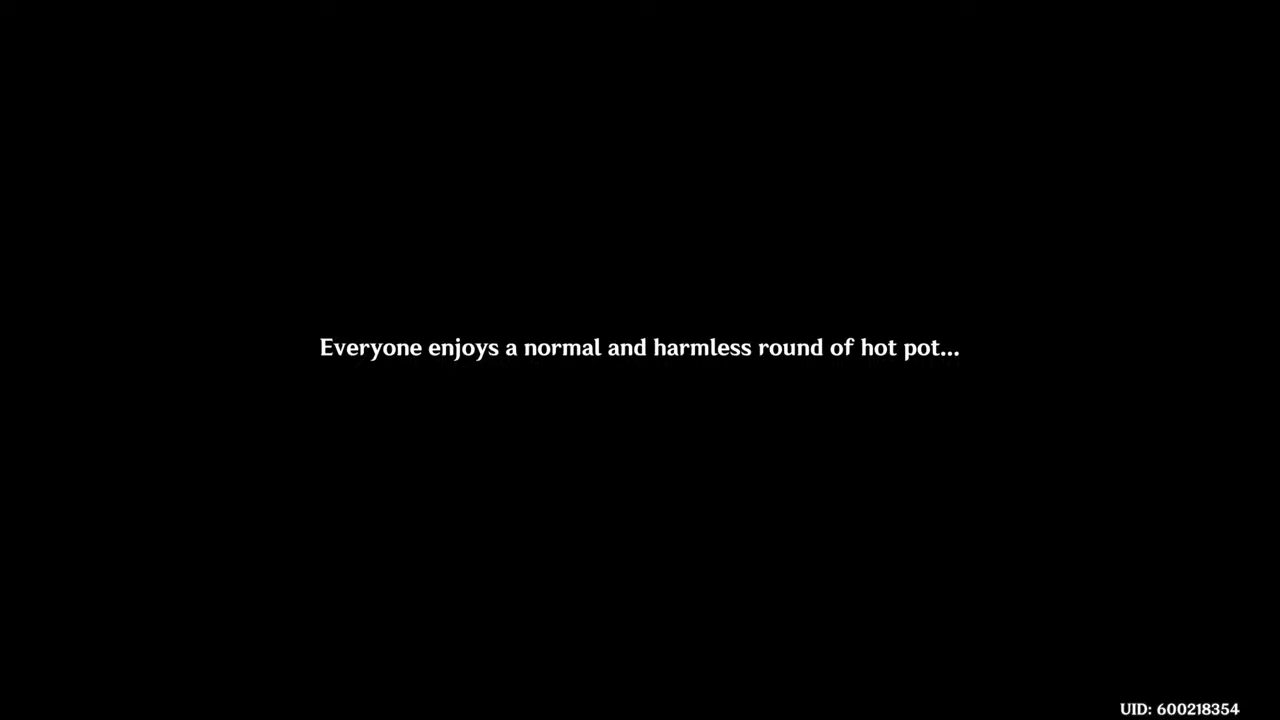 Everyone enjoys a normal and harmless round of hot pot...
UID: 600218354